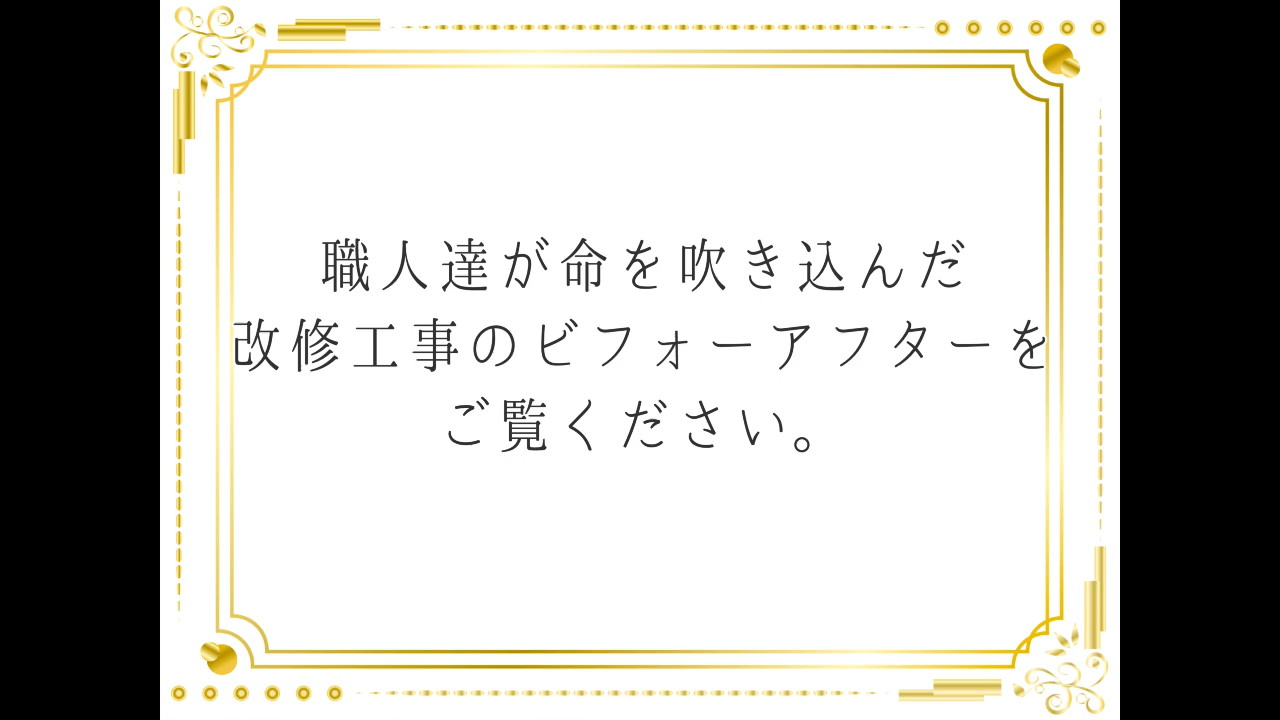 職人達が命を吹き込んだ
改修工事のビフォーアフターを
ご覧ください。